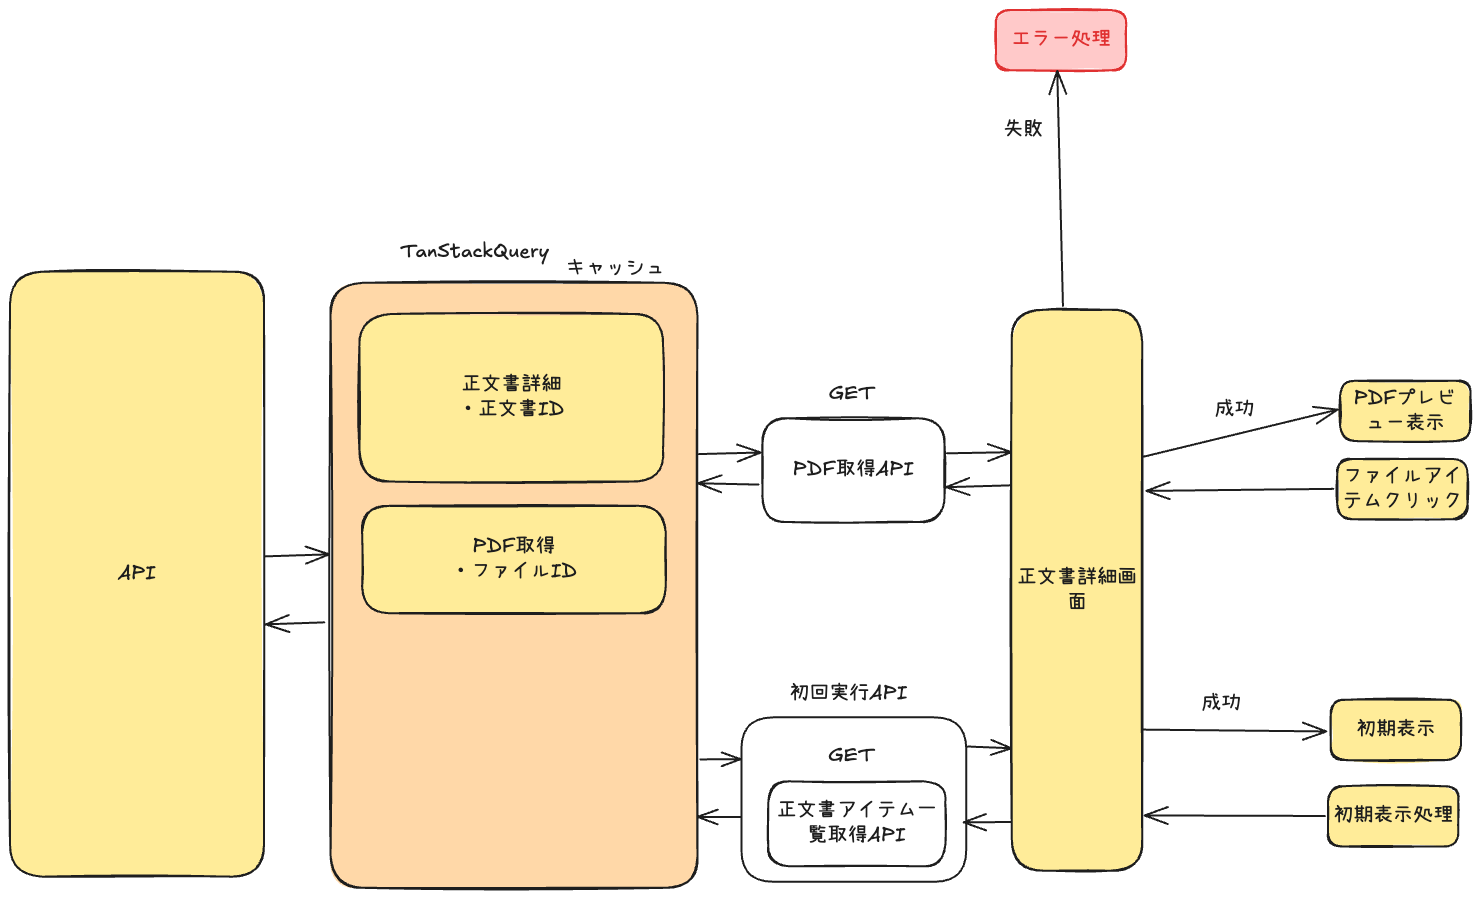 エラー処理
失敗
TanStackQuery
キャッシュ
正文書詳細
・正文書ID
PDF取得
・ファイルID
API
GET
PDF取得API
初回実行API
GET
正文書アイテム一
覧取得API
正文書詳細画
面
成功
PDFプレビ
ュー表示
ファイルアイ
テムクリック
成功
初期表示
初期表示処理